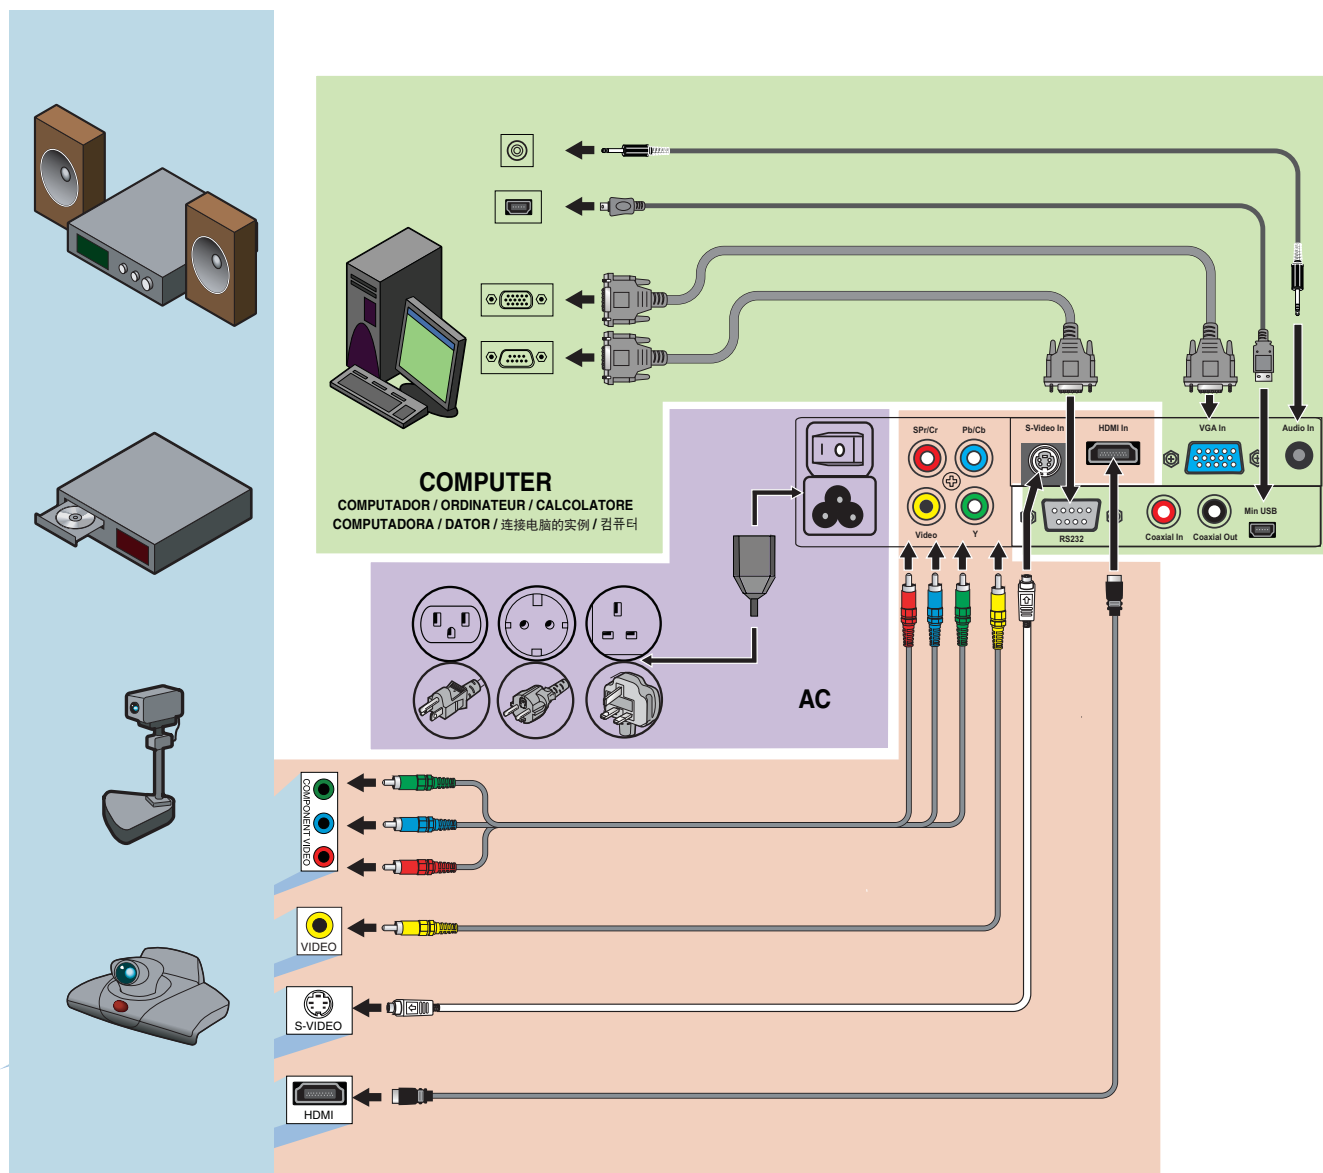 SPr/Cr
Pb/Cb
S-Video In
HDMI In
VGA In
Audio In
COMPUTER
COMPUTADOR / ORDINATEUR / CALCOLATORE
COMPUTADORA / DATOR / 连接电脑的实例 / 컴퓨터
Video
Y
RS232
Coaxial In
Coaxial Out
Min USB
AC
COMPONENT VIDEO
VIDEO
S-VIDEO
HDMI